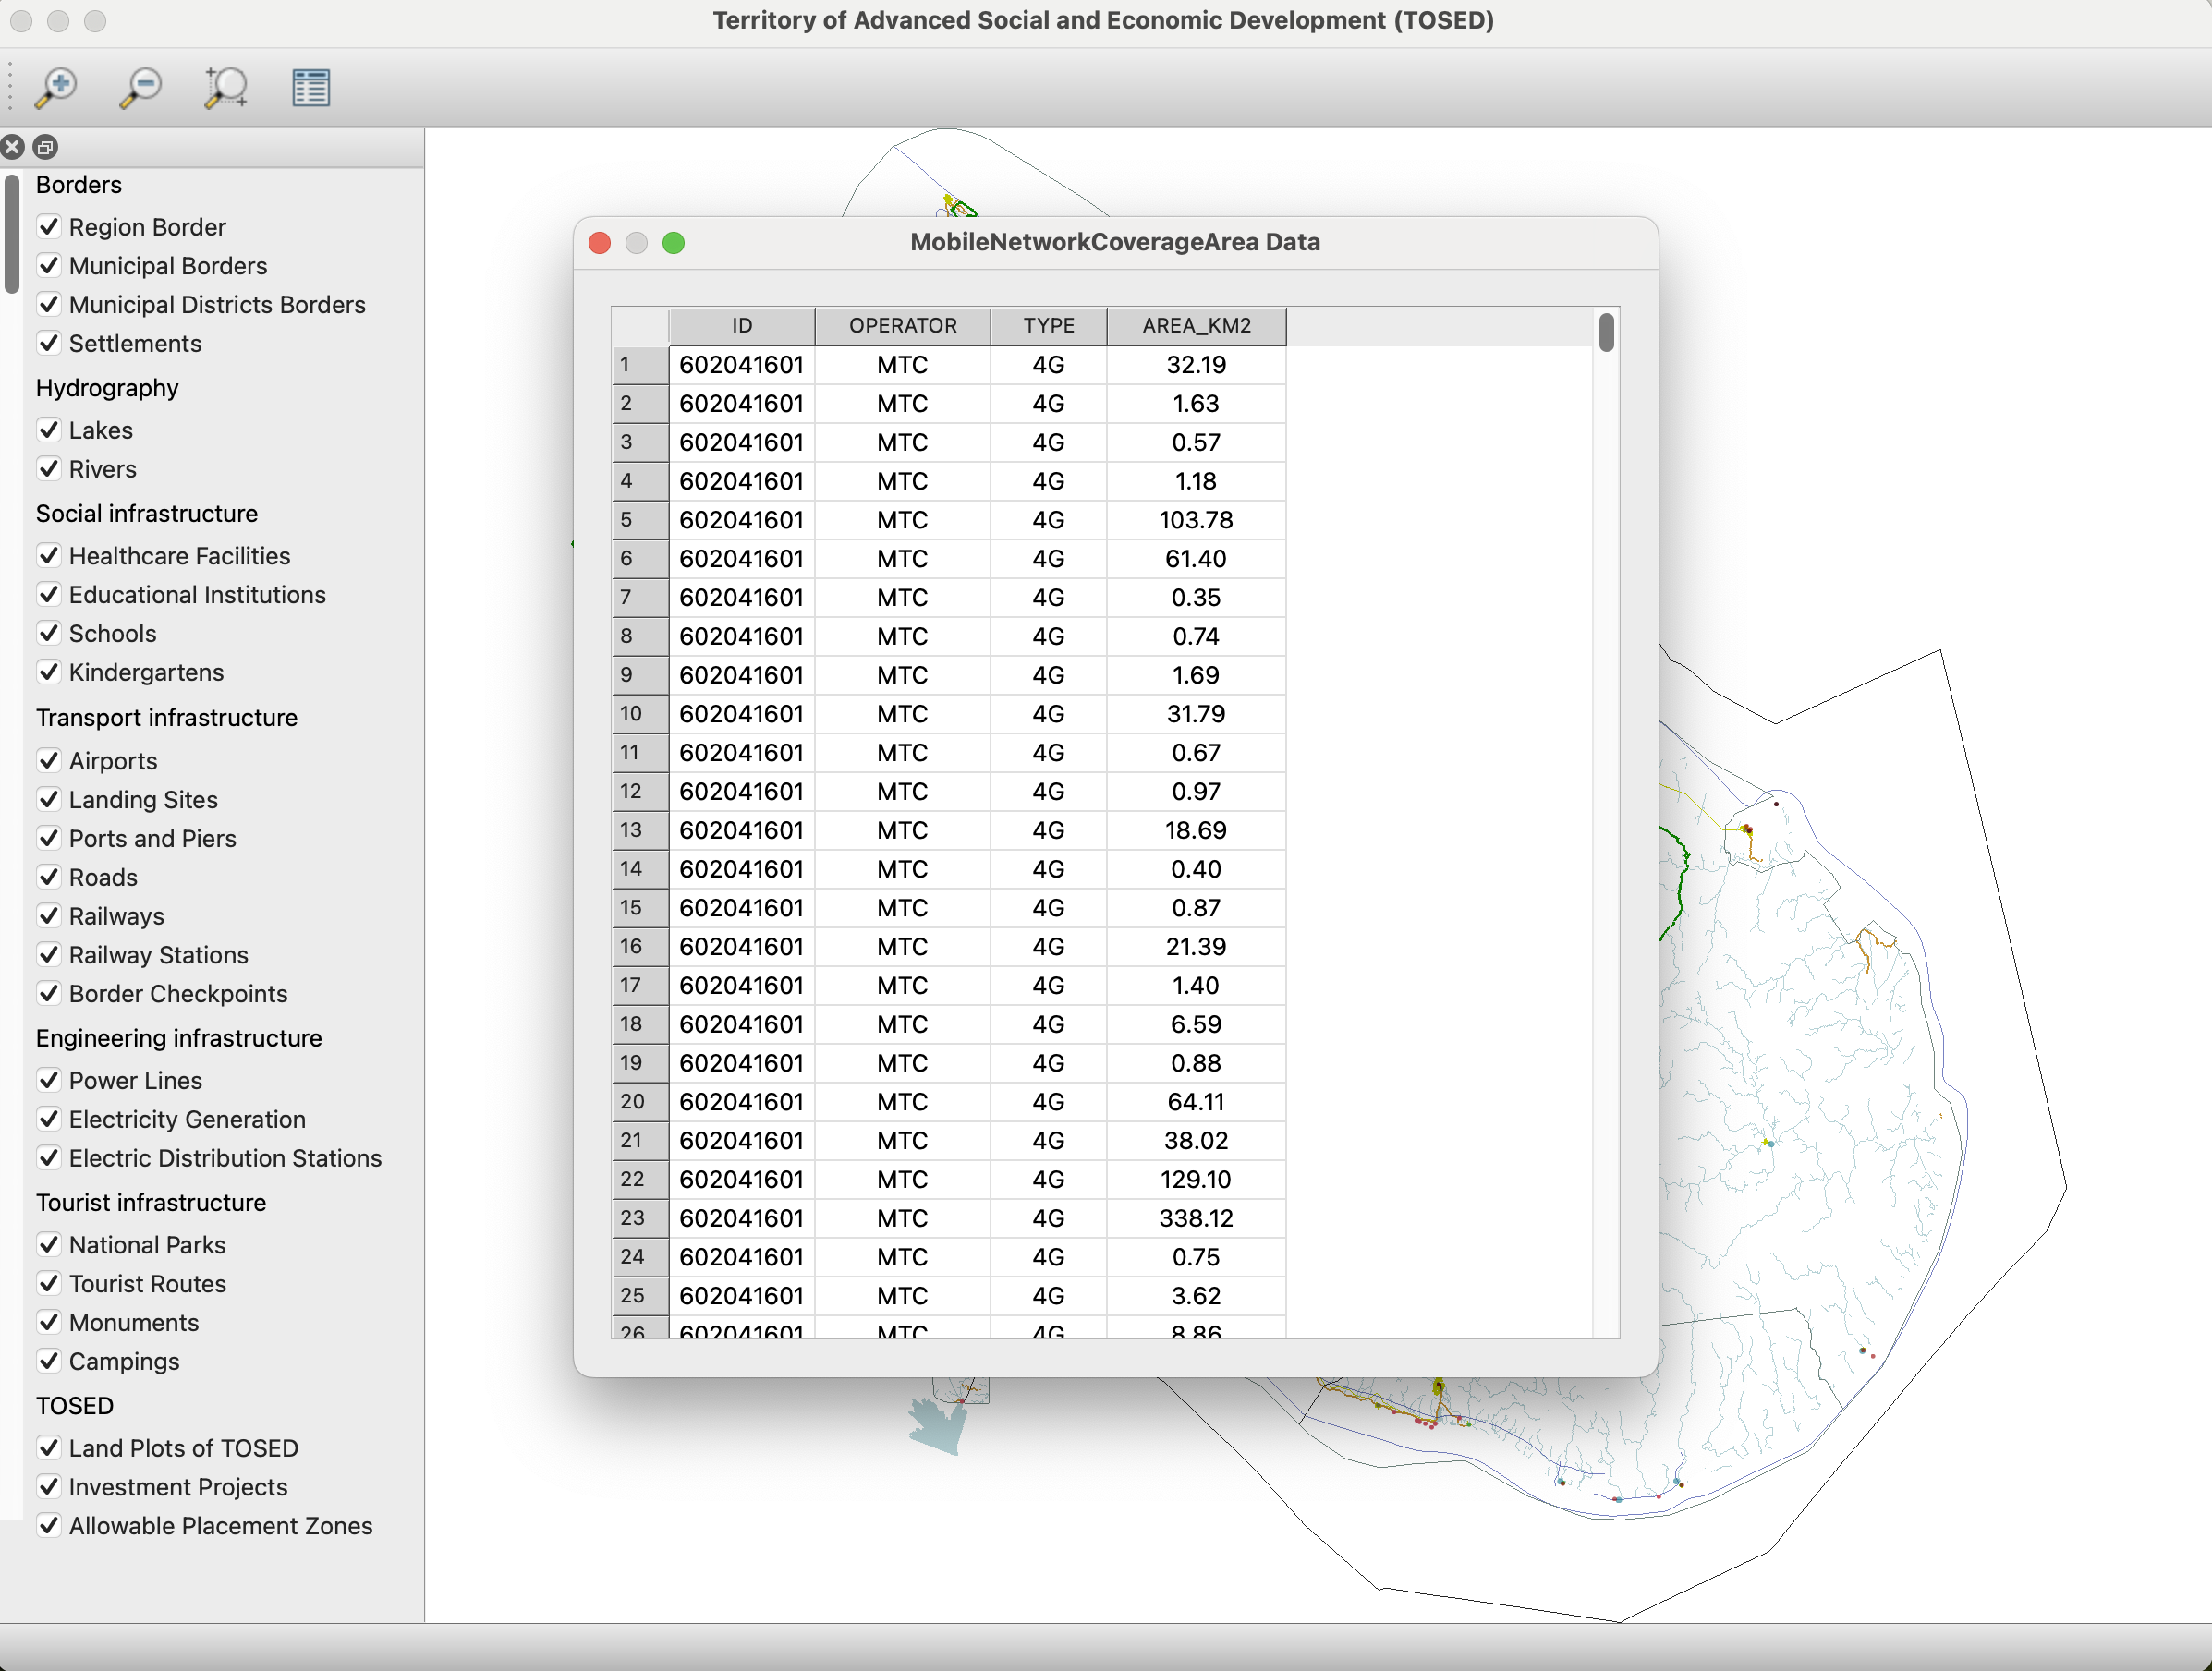 Territory of Advanced Social and Economic Development (TOSED)
Borders
Region Border
Municipal Borders
Municipal Districts Borders
Settlements
Hydrography
Lakes
Rivers
Social infrastructure
Healthcare Facilities
Educational Institutions
Schools
Kindergartens
Transport infrastructure
Airports
Landing Sites
Ports and Piers
Roads
Railways
Railway Stations
Border Checkpoints
Engineering infrastructure
Power Lines
Electricity Generation
Electric Distribution Stations
Tourist infrastructure
National Parks
Tourist Routes
Monuments
Campings
TOSED
Land Plots of TOSED
Investment Projects
Allowable Placement Zones
MobileNetworkCoverageArea Data
ID OPERATOR TYPE AREA_KM2
1 602041601 MTC 4G 32.19
2 602041601 MTC 4G 1.63
3 602041601 MTC 4G 0.57
4 602041601 MTC 4G 1.18
5 602041601 MTC 4G 103.78
6 602041601 MTC 4G 61.40
7 602041601 MTC 4G 0.35
8 602041601 MTC 4G 0.74
9 602041601 MTC 4G 1.69
10 602041601 MTC 4G 31.79
11 602041601 MTC 4G 0.67
12 602041601 MTC 4G 0.97
13 602041601 MTC 4G 18.69
14 602041601 MTC 4G 0.40
15 602041601 MTC 4G 0.87
16 602041601 MTC 4G 21.39
17 602041601 MTC 4G 1.40
18 602041601 MTC 4G 6.59
19 602041601 MTC 4G 0.88
20 602041601 MTC 4G 64.11
21 602041601 MTC 4G 38.02
22 602041601 MTC 4G 129.10
23 602041601 MTC 4G 338.12
24 602041601 MTC 4G 0.75
25 602041601 MTC 4G 3.62
26 602041601 MTC 4G 8.86